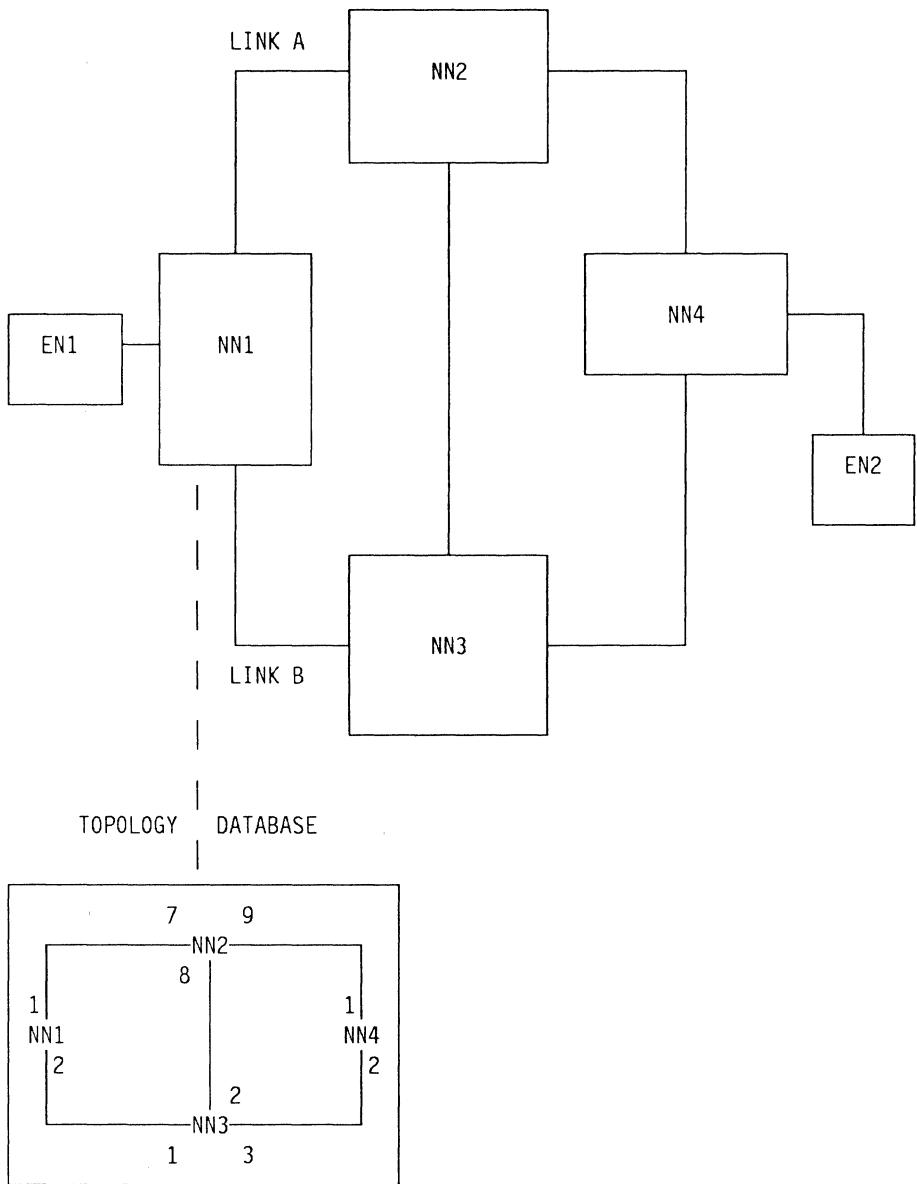 LINK A
NN2
NN4
EN1
NN1
EN2
NN3
LINK B
TOPOLOGY DATABASE
7 9
NN2
8
1 1
NN1 NN4
2 2
2
NN3
1 3